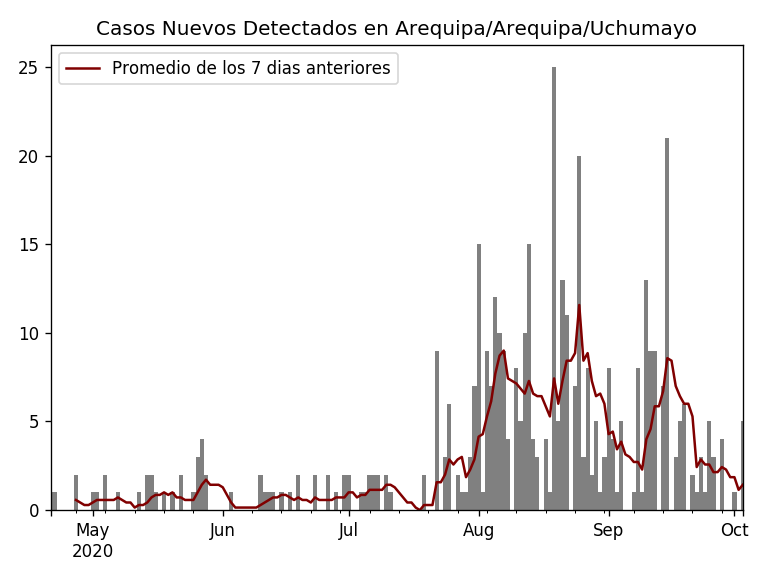 Casos Nuevos Detectados en Arequipa/Arequipa/Uchumayo
Promedio de los 7 dias anteriores
25
20
15
10
5
0
May Jun Jul Aug Sep Oct
2020